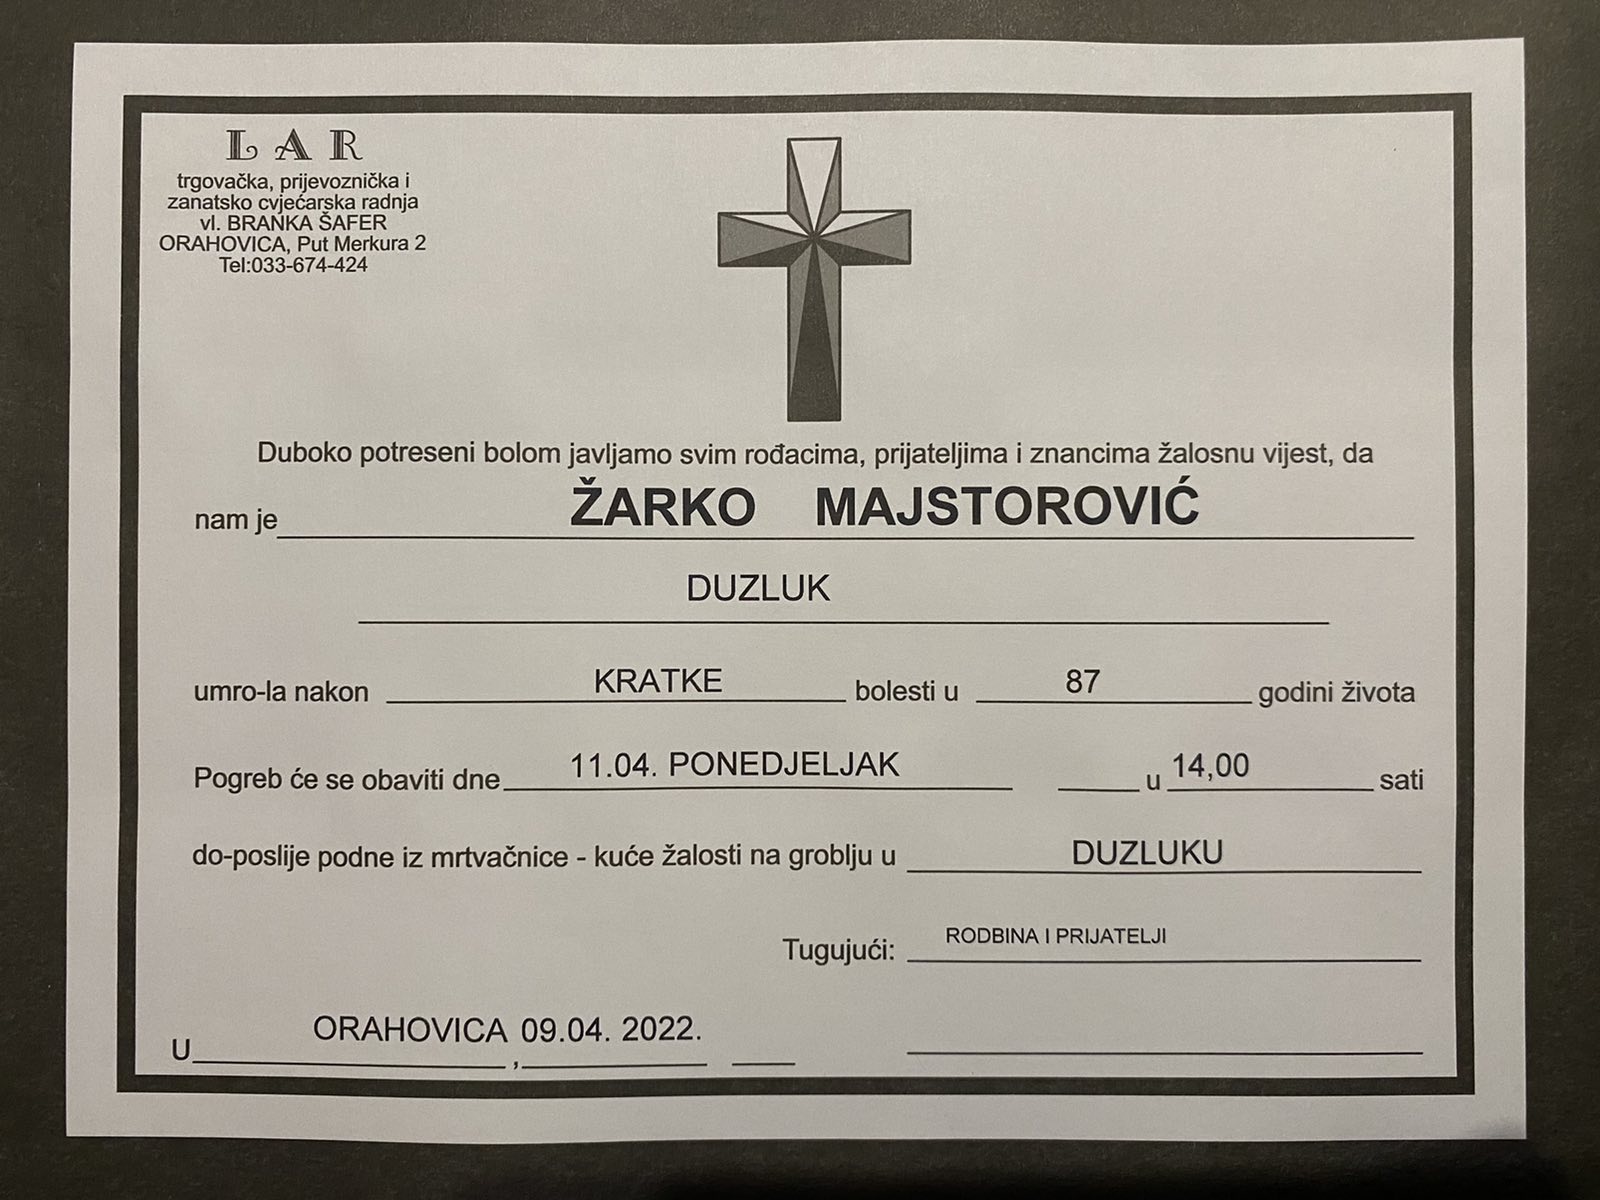 LAR
trgovačka, prijevoznička i
zanatsko cvjećarska radnja
vl. BRANKA ŠAFER
ORAHOVICA, Put Merkura 2
Tel:033-674-424
Duboko potreseni bolom javljamo svim rođacima, prijateljima i znancima žalosnu vijest, da
nam je ŽARKO MAJSTOROVIĆ
DUZLUK
umro-la nakon KRATKE bolesti u 87 godini života
Pogreb će se obaviti dne 11.04. PONEDJELJAK u 14,00 sati
do-poslije podne iz mrtvačnice - kuće žalosti na groblju u DUZLUKU
Tugujući: RODBINA I PRIJATELJI
U ORAHOVICA, 09.04. 2022.